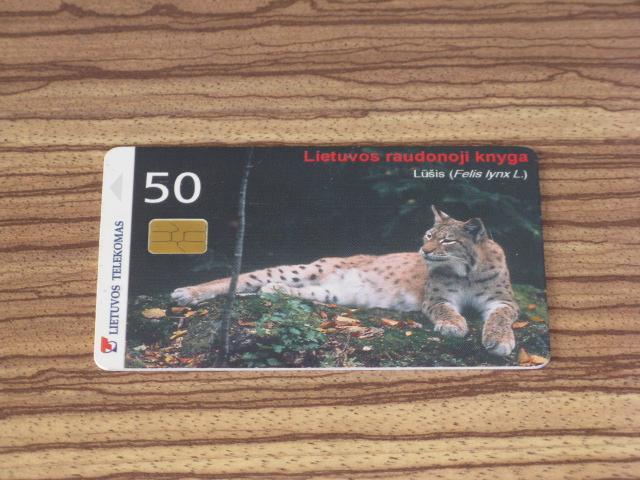 Lietuvos raudonoji knyga
Lūšis (Felis lynx L.)
50
LIETUVOS TELEKOMAS